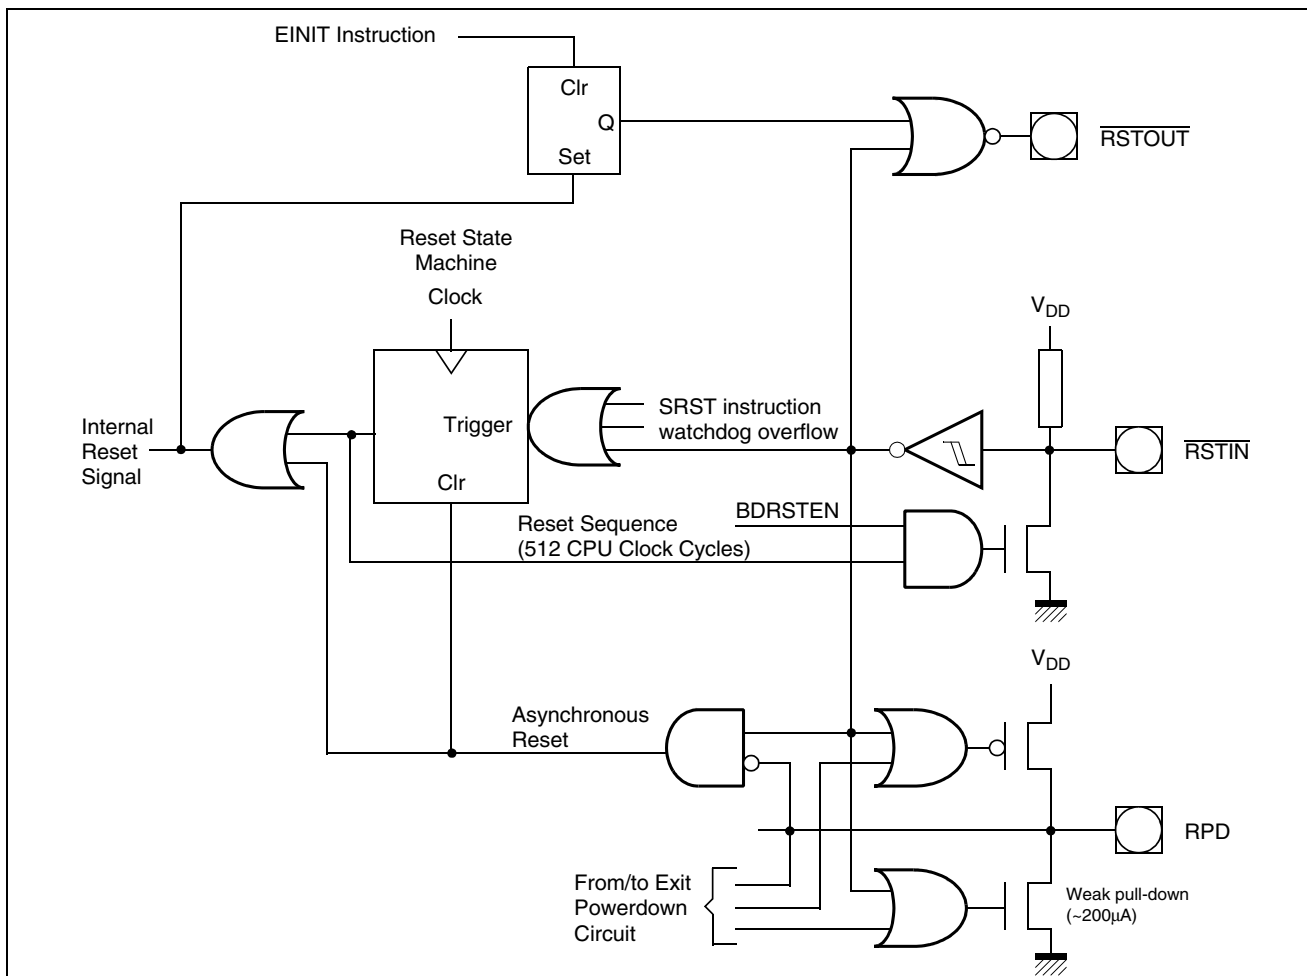 EINIT Instruction
Clr
Q
Set
RSTOUT
Reset State
Machine
Clock
VDD
Trigger
SRST instruction
watchdog overflow
Internal
Reset
Signal
RSTIN
Clr
BDRSTEN
Reset Sequence
(512 CPU Clock Cycles)
VDD
Asynchronous
Reset
RPD
From/to Exit
Powerdown
Circuit
Weak pull-down
(~200µA)